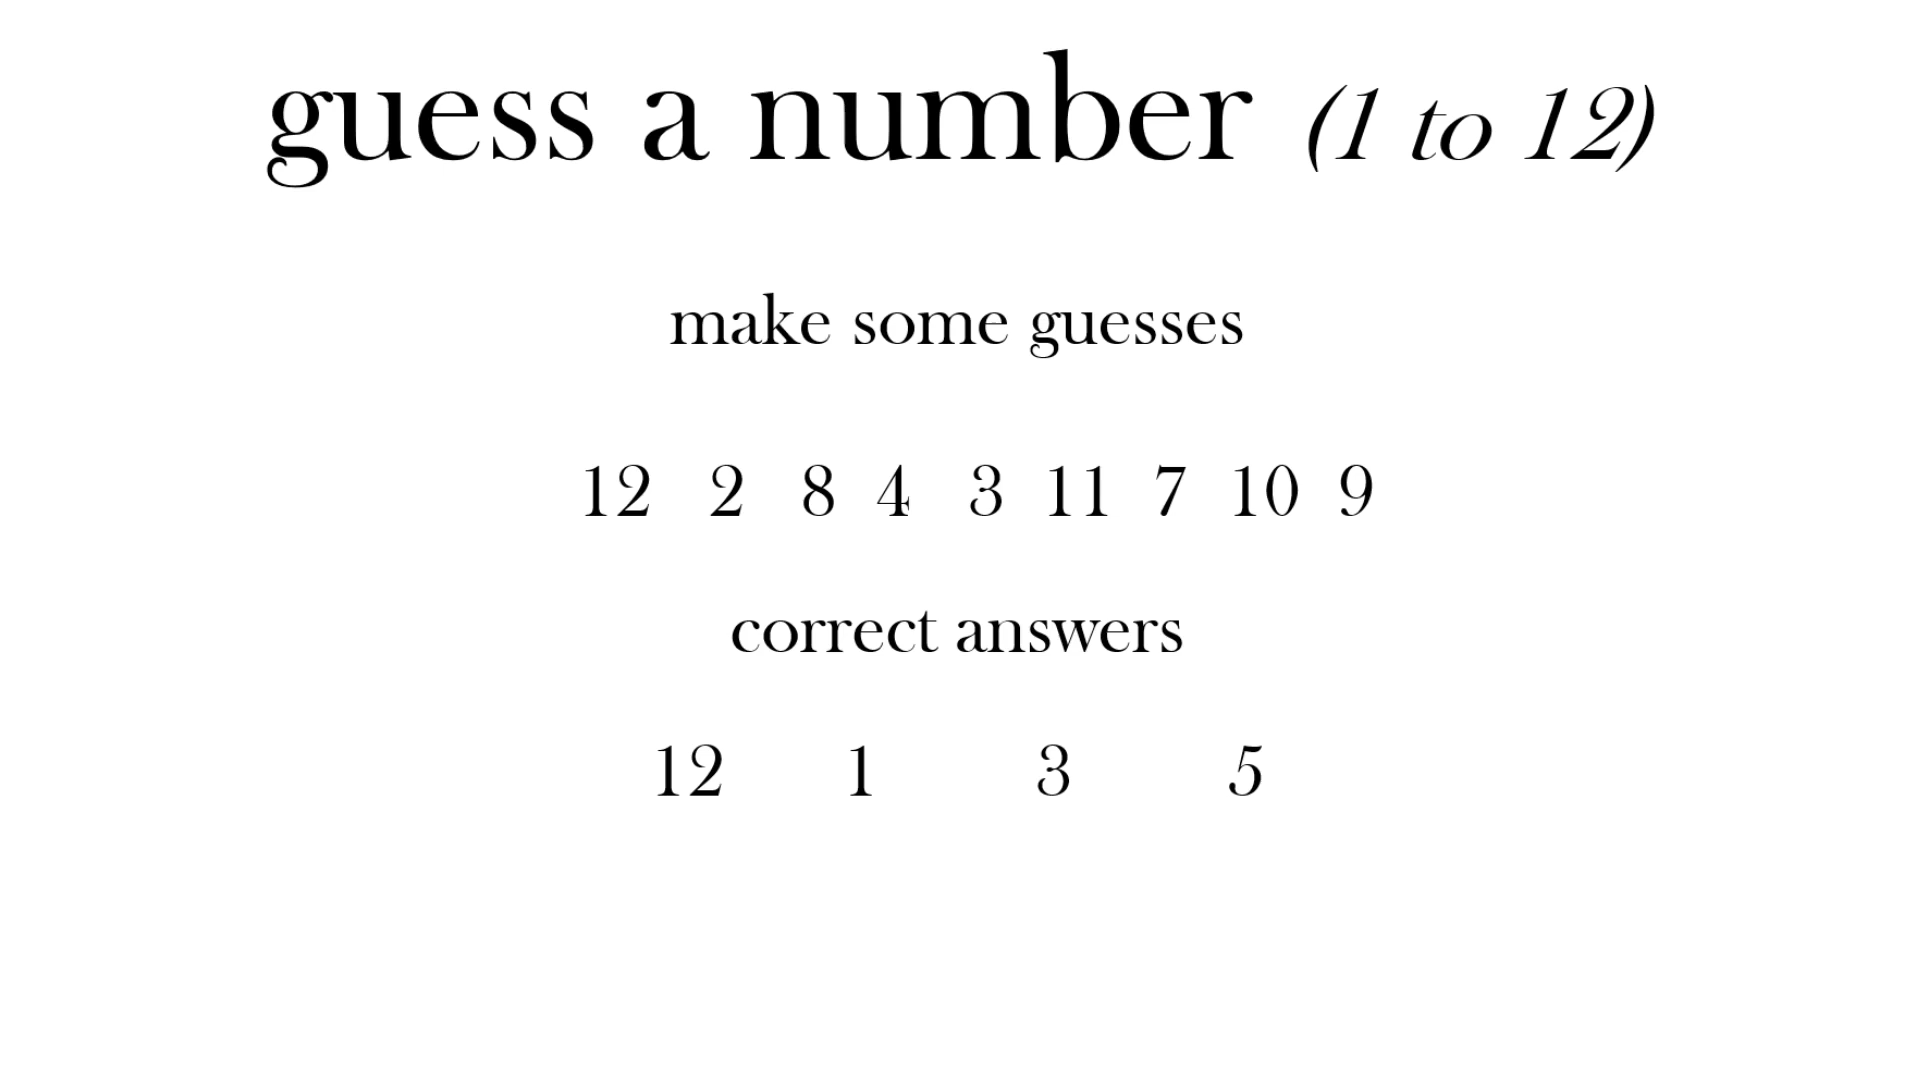 guess a number (1 to 12)
make some guesses
12 2 8 4 3 11 7 10 9
correct answers
12 1 3 5